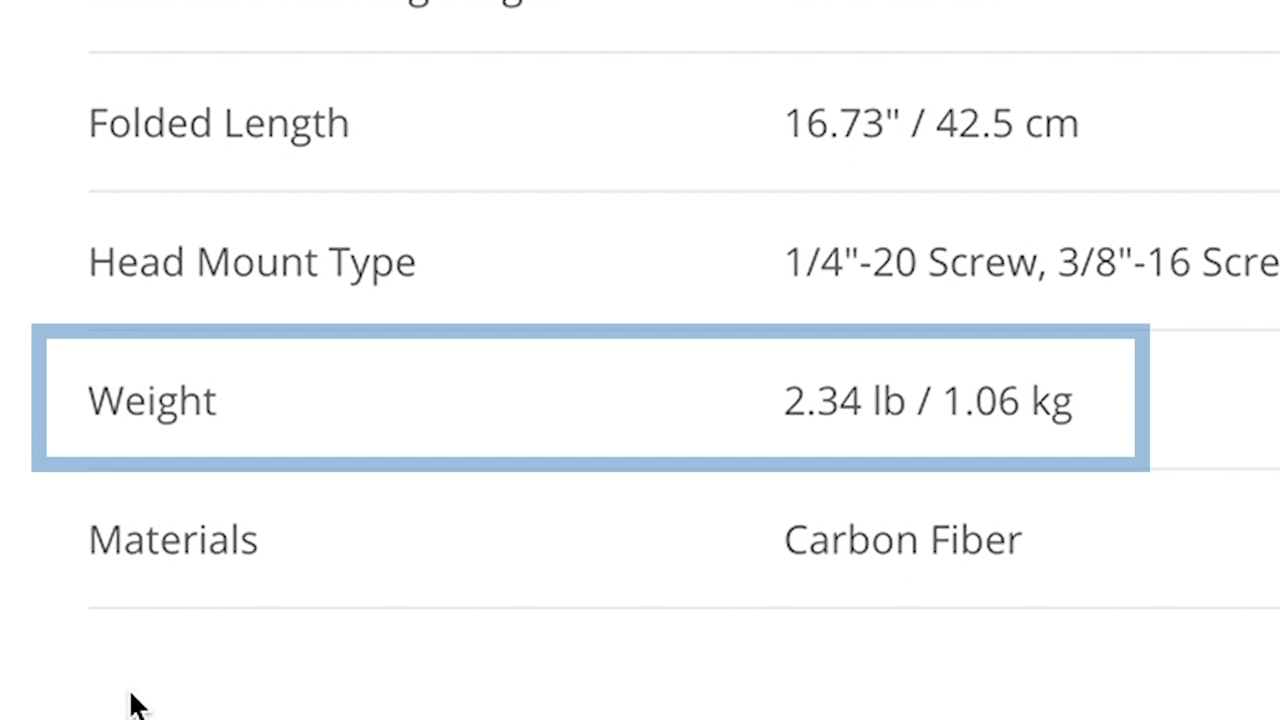 Folded Length 16.73" / 42.5 cm
Head Mount Type 1/4"-20 Screw, 3/8"-16 Scre
Weight 2.34 lb / 1.06 kg
Materials Carbon Fiber